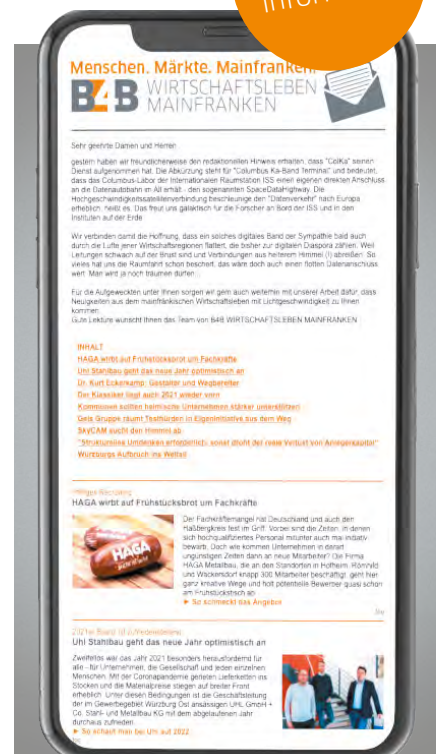 Menschen. Märkte. Mainfranken.
B4B WIRTSCHAFTSLEBEN
MAINFRANKEN
Sehr geehrte Damen und Herren,
gestern haben wir freundlicherweise den redaktionellen Hinweis erhalten, dass "ColKa" seinen
Dienst aufgenommen hat. Die Abkürzung steht für "Columbus Ka-Band Terminal" und bedeutet,
dass das Columbus-Labor der Internationalen Raumstation ISS einen eigenen direkten Anschluss
an die Datenautobahn im All erhält - den sogenannten SpaceDataHighway. Die
Hochgeschwindigkeitssatellitenverbindung beschleunige den "Datenverkehr" nach Europa
erheblich, heißt es. Das freut uns galaktisch für die Forscher an Bord der ISS und in den
Instituten auf der Erde.
Wir verbinden damit die Hoffnung, dass ein solches digitales Band der Sympathie bald auch
durch die Lüfte jener Wirtschaftsregionen flattert, die bisher zur digitalen Diaspora zählen. Weil
Leitungen schwach auf der Brust sind und Verbindungen aus heiterem Himmel (!) abreißen. So
vieles hat uns die Raumfahrt schon beschert, das wäre doch auch einen flotten Datenanschluss
wert. Man wird ja noch träumen dürfen...
Für die Aufgeweckten unter Ihnen sorgen wir gern auch weiterhin mit unserer Arbeit dafür, dass
Neuigkeiten aus dem mainfränkischen Wirtschaftsleben mit Lichtgeschwindigkeit zu Ihnen
kommen.
Gute Lektüre wünscht Ihnen das Team von B4B WIRTSCHAFTSLEBEN MAINFRANKEN
INHALT
HAGA wirbt auf Frühstücksbrot um Fachkräfte
Uhl Stahlbau geht das neue Jahr optimistisch an
Dr. Kurt Eckernkamp: Gestalter und Wegbereiter
Der Klassiker liegt auch 2021 wieder vorn
Kommunen sollten heimische Unternehmen stärker unterstützen
Geis Gruppe räumt Testhürden in Eigeninitiative aus dem Weg
SkyCAM sucht den Himmel ab
"Strukturelles Umdenken erforderlich, sonst droht der reale Verlust von Anlegerkapital"
Würzburgs Aufbruch ins Weltall
Pfiffiges Recruiting
HAGA wirbt auf Frühstücksbrot um Fachkräfte
HAGA
Der Fachkräftemangel hat Deutschland und auch den
Haßbergkreis fest im Griff. Vorbei sind die Zeiten, in denen
sich hochqualifiziertes Personal mitunter auch mal initiativ
bewarb. Doch wie kommen Unternehmen in derart
ungünstigen Zeiten dann an neue Mitarbeiter? Die Firma
HAGA Metallbau, die an den Standorten in Hofheim, Römhild
und Wackersdorf knapp 300 Mitarbeiter beschäftigt, geht hier
ganz kreative Wege und holt potentielle Bewerber quasi schon
am Frühstückstisch ab.
► So schmeckt das Angebot
Uhl Stahlbau geht das neue Jahr optimistisch an
Zweifellos war das Jahr 2021 besonders herausfordernd für
alle - für Unternehmen, die Gesellschaft und jeden einzelnen
Menschen. Mit der Coronapandemie gerieten Lieferketten ins
Stocken und die Materialpreise stiegen auf breiter Front
erheblich. Unter diesen Bedingungen ist die Geschäftsleitung
der im Gewerbegebiet Würzburg Ost ansässigen UHL GmbH +
Co. Stahl- und Metallbau KG mit dem abgelaufenen Jahr
durchaus zufrieden.
► So schaut man bei Uhl auf 2022